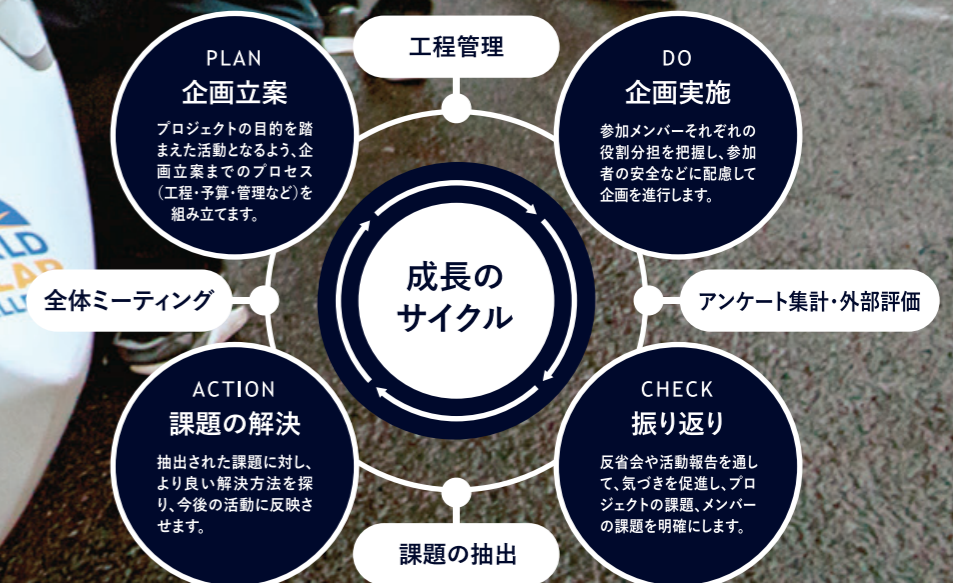 PLAN
企画立案
プロジェクトの目的を踏
まえた活動となるよう、企
画立案までのプロセス
(工程・予算・管理など)を
組み立てます。
工程管理
DO
企画実施
参加メンバーそれぞれの
役割分担を把握し、参加
者の安全などに配慮して
企画を進行します。
成長の
サイクル
全体ミーティング
アンケート集計・外部評価
ACTION
課題の解決
抽出された課題に対し、
より良い解決方法を探
り、今後の活動に反映さ
せます。
CHECK
振り返り
反省会や活動報告を通し
て、気づきを促進し、プロ
ジェクトの課題、メンバー
の課題を明確にします。
課題の抽出